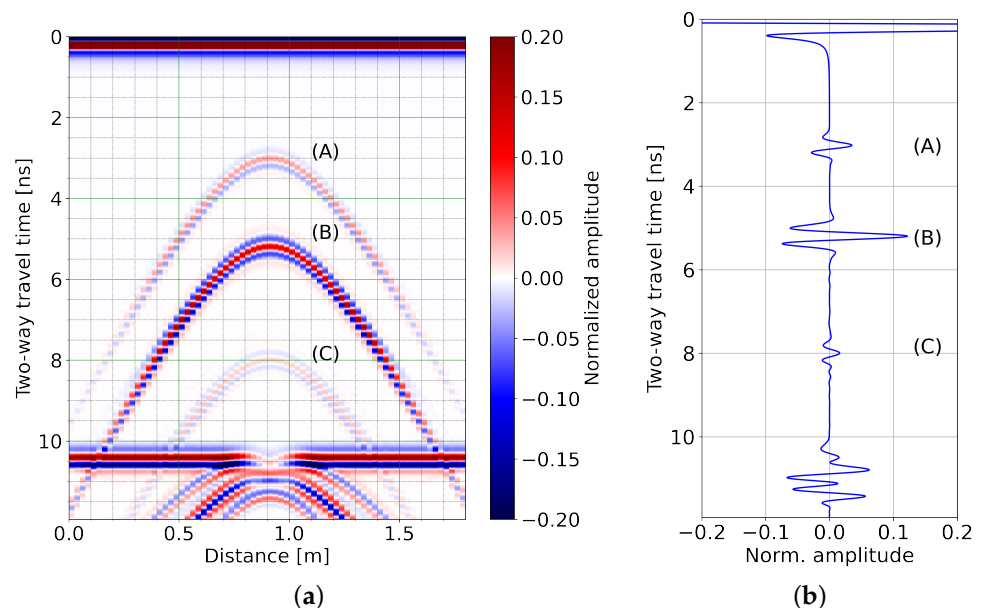 0
2
4
6
8
10
Two-way travel time [ns]
0.0
0.5
1.0
1.5
Distance [m]
(A)
(B)
(C)
0.20
0.15
0.10
0.05
0.00
−0.05
−0.10
−0.15
−0.20
Normalized amplitude
(a)
0
2
4
6
8
10
Two-way travel time [ns]
−0.2
−0.1
0.0
0.1
0.2
Norm. amplitude
(A)
(B)
(C)
(b)